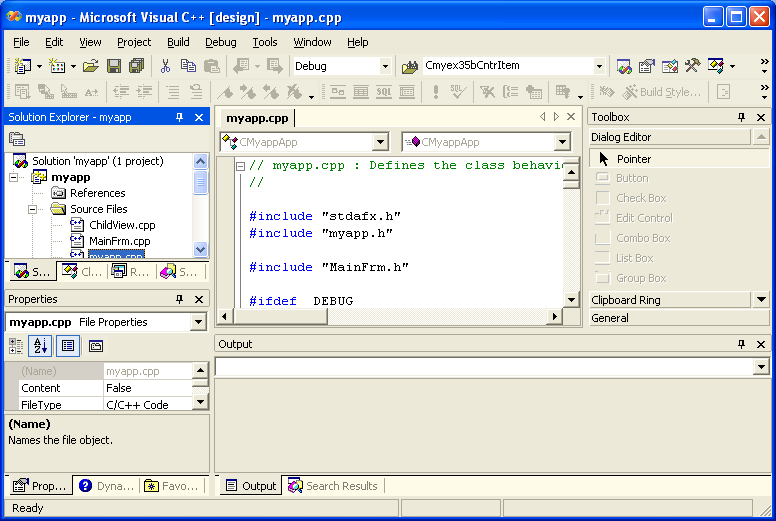 myapp - Microsoft Visual C++ [design] - myapp.cpp
File Edit View Project Build Debug Tools Window Help
Debug Cmyex35bCntrItem
SQL
SQL Build Style...
Solution Explorer - myapp
Solution 'myapp' (1 project)
myapp
References
Source Files
ChildView.cpp
MainFrm.cpp
myapp.cpp
S... Cl... R... S...
Properties
myapp.cpp File Properties
(Name) myapp.cpp
Content False
FileType C/C++ Code
(Name)
Names the file object.
Prop... Dyna... Favo...
myapp.cpp
CMyappApp CMyappApp
// myapp.cpp : Defines the class behavio
//
#include "stdafx.h"
#include "myapp.h"
#include "MainFrm.h"
#ifdef _DEBUG
Toolbox
Dialog Editor
Pointer
Button
Check Box
Edit Control
Combo Box
List Box
Group Box
Clipboard Ring
General
Output
Output Search Results
Ready